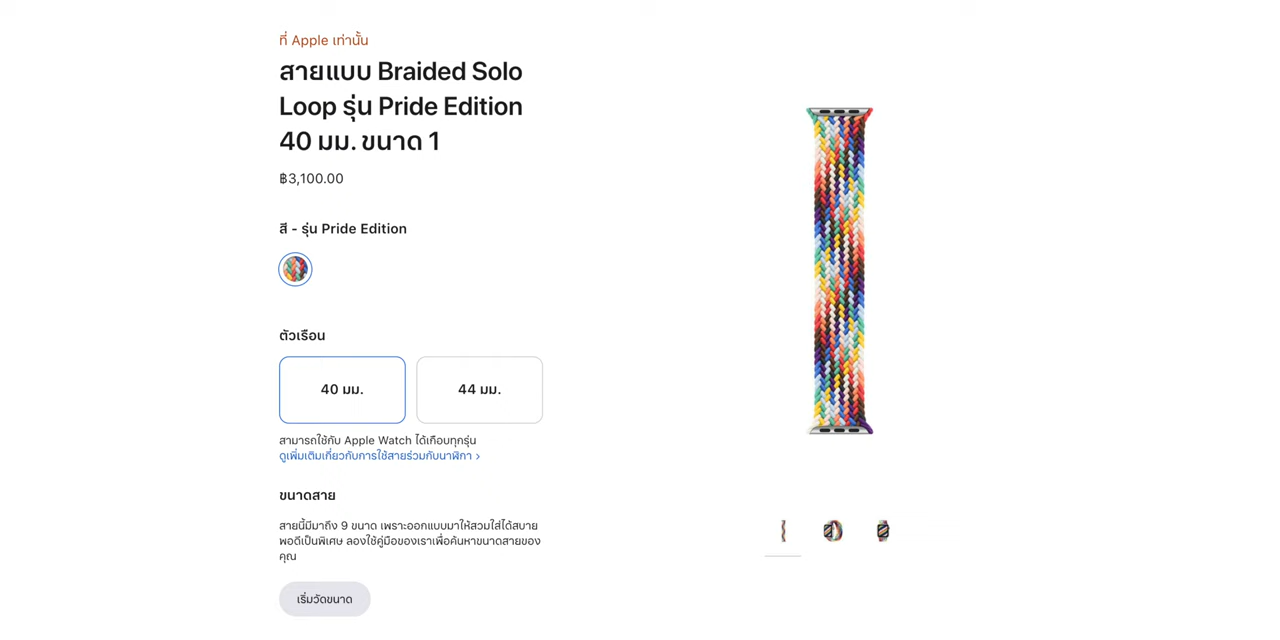 ที่ Apple เท่านั้น
สายแบบ Braided Solo
Loop รุ่น Pride Edition
40 มม. ขนาด 1
฿3,100.00
สี - รุ่น Pride Edition
ตัวเรือน
40 มม.
44 มม.
สามารถใช้กับ Apple Watch ได้เกือบทุกรุ่น
ดูเพิ่มเติมเกี่ยวกับการใช้สายร่วมกับนาฬิกา ›
ขนาดสาย
สายนี้มีมาถึง 9 ขนาด เพราะออกแบบมาให้สวมใส่ได้สบาย
พอดีเป็นพิเศษ ลองใช้คู่มือของเราเพื่อค้นหาขนาดสายของ
คุณ
เริ่มวัดขนาด